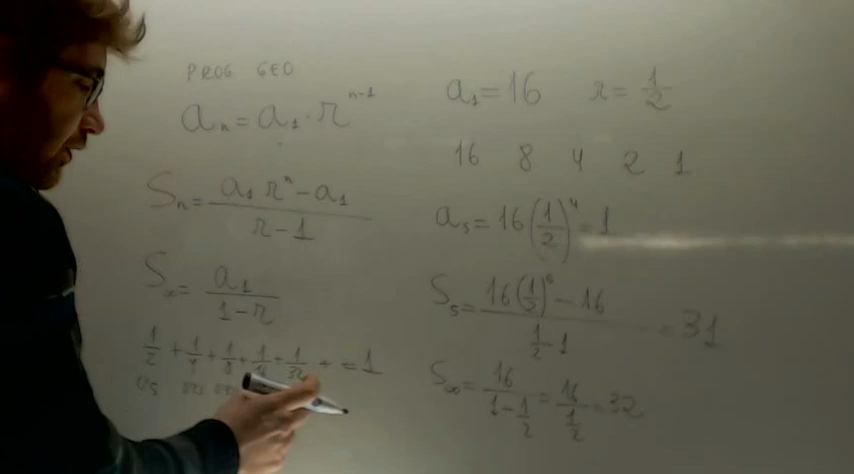 PROG GEO
aₙ = a₁ · rⁿ⁻¹
Sₙ = (a₁ rⁿ − a₁) / (r − 1)
S∞ = a₁ / (1 − r)
1/2 + 1/4 + 1/8 + 1/16 + 1/32 + = 1
a₁ = 16 r = 1/2
16 8 4 2 1
a₅ = 16 (1/2)⁴ = 1
S₅ = (16 (1/2) − 16) / (1/2 − 1) = 31
S∞ = 16 / (1 − 1/2) = 16 / (1/2) = 32